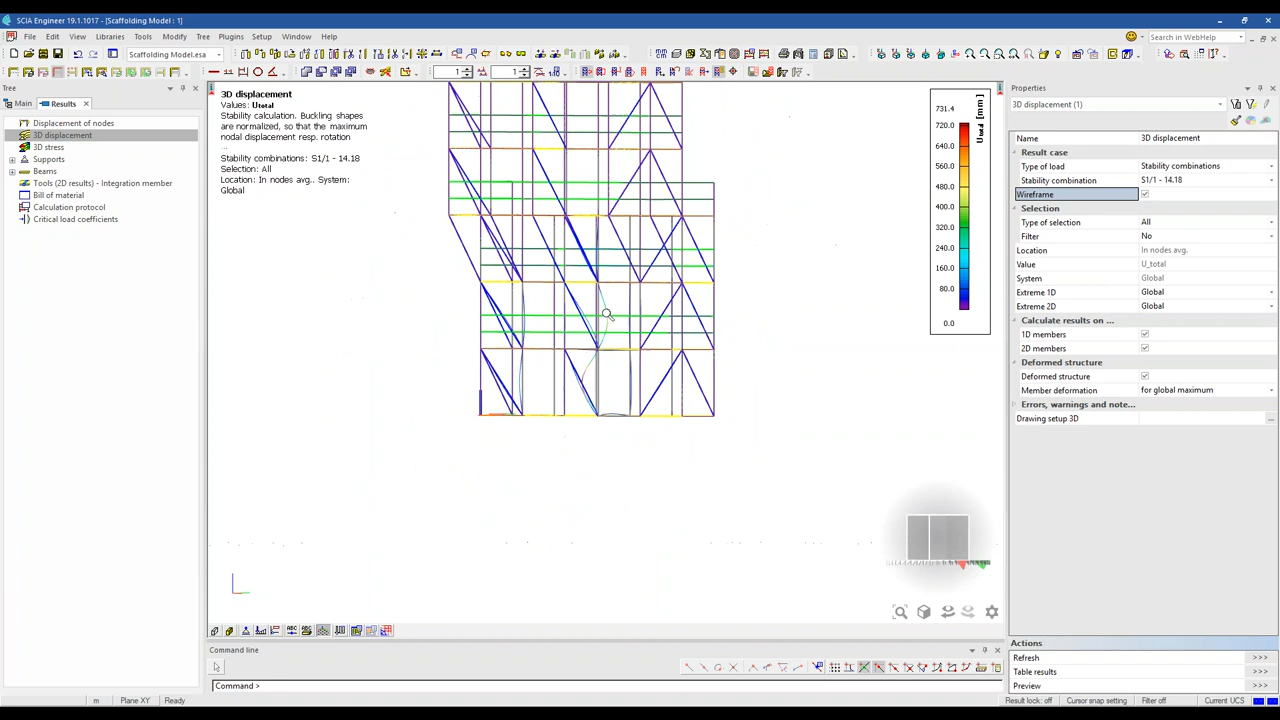 SCIA Engineer 19.1.1017 - [Scaffolding Model : 1]
File Edit View Libraries Tools Modify Tree Plugins Setup Window Help
Search in WebHelp
Scaffolding Model.esa
1 1
Tree
Main Results
Displacement of nodes
3D displacement
3D stress
Supports
Beams
Tools (2D results) - Integration member
Bill of material
Calculation protocol
Critical load coefficients
3D displacement
Values: Utotal
Stability calculation. Buckling shapes
are normalized, so that the maximum
nodal displacement resp. rotation
...
Stability combinations: S1/1 - 14.18
Selection: All
Location: In nodes avg.. System;
Global
731.4
720.0
640.0
560.0
480.0
400.0
320.0
240.0
160.0
80.0
0.0
Utotal [mm]
Properties
3D displacement (1)
Name 3D displacement
Result case
Type of load Stability combinations
Stability combination S1/1 - 14.18
Wireframe
Selection
Type of selection All
Filter No
Location In nodes avg.
Value U_total
System Global
Extreme 1D Global
Extreme 2D Global
Calculate results on ...
1D members
2D members
Deformed structure
Deformed structure
Member deformation for global maximum
Errors, warnings and note...
Drawing setup 3D ...
Actions
Refresh >>>
Table results >>>
Preview >>>
Command line
Command >
m Plane XY Ready
Result lock: off Cursor snap setting Filter off Current UCS